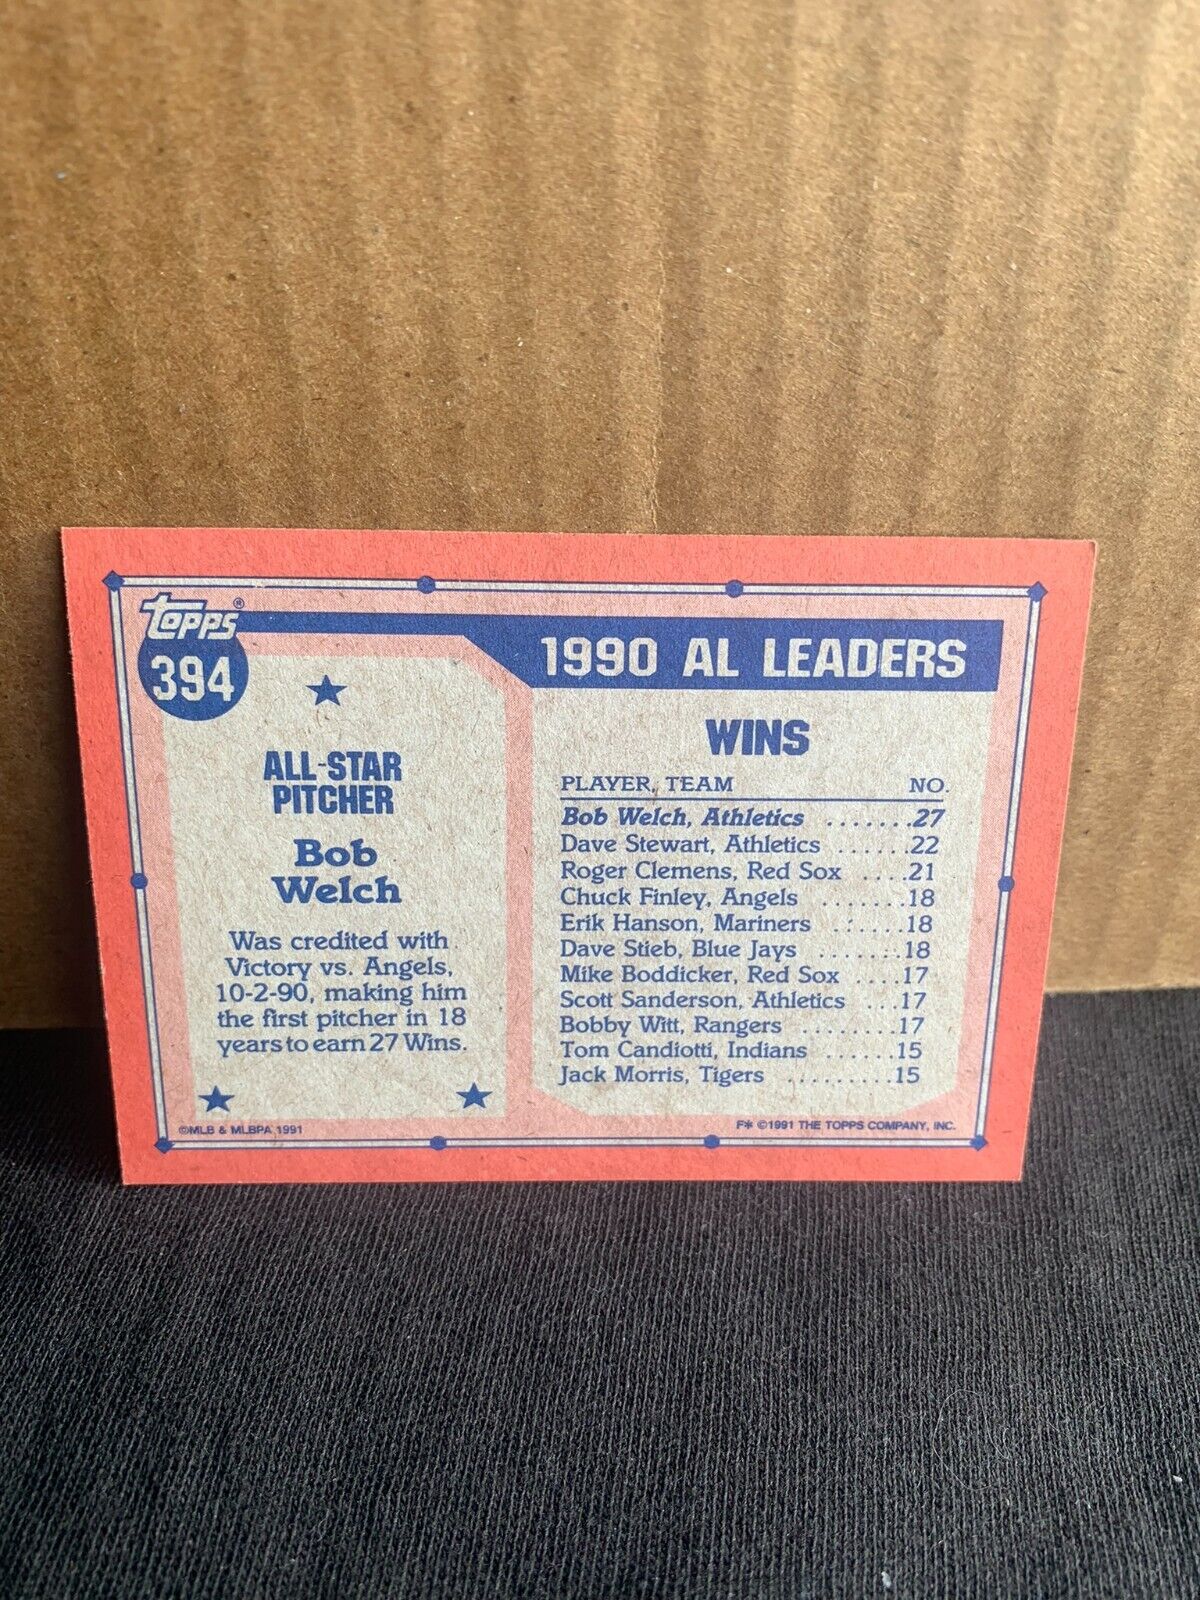 topps®
394
ALL-STAR
PITCHER
Bob
Welch
Was credited with
Victory vs. Angels,
10-2-90, making him
the first pitcher in 18
years to earn 27 Wins.
©MLB & MLBPA 1991
1990 AL LEADERS
WINS
PLAYER, TEAM NO.
Bob Welch, Athletics .......27
Dave Stewart, Athletics ......22
Roger Clemens, Red Sox ....21
Chuck Finley, Angels .......18
Erik Hanson, Mariners ......18
Dave Stieb, Blue Jays .......18
Mike Boddicker, Red Sox ....17
Scott Sanderson, Athletics ...17
Bobby Witt, Rangers ........17
Tom Candiotti, Indians ......15
Jack Morris, Tigers .........15
F* ©1991 THE TOPPS COMPANY, INC.